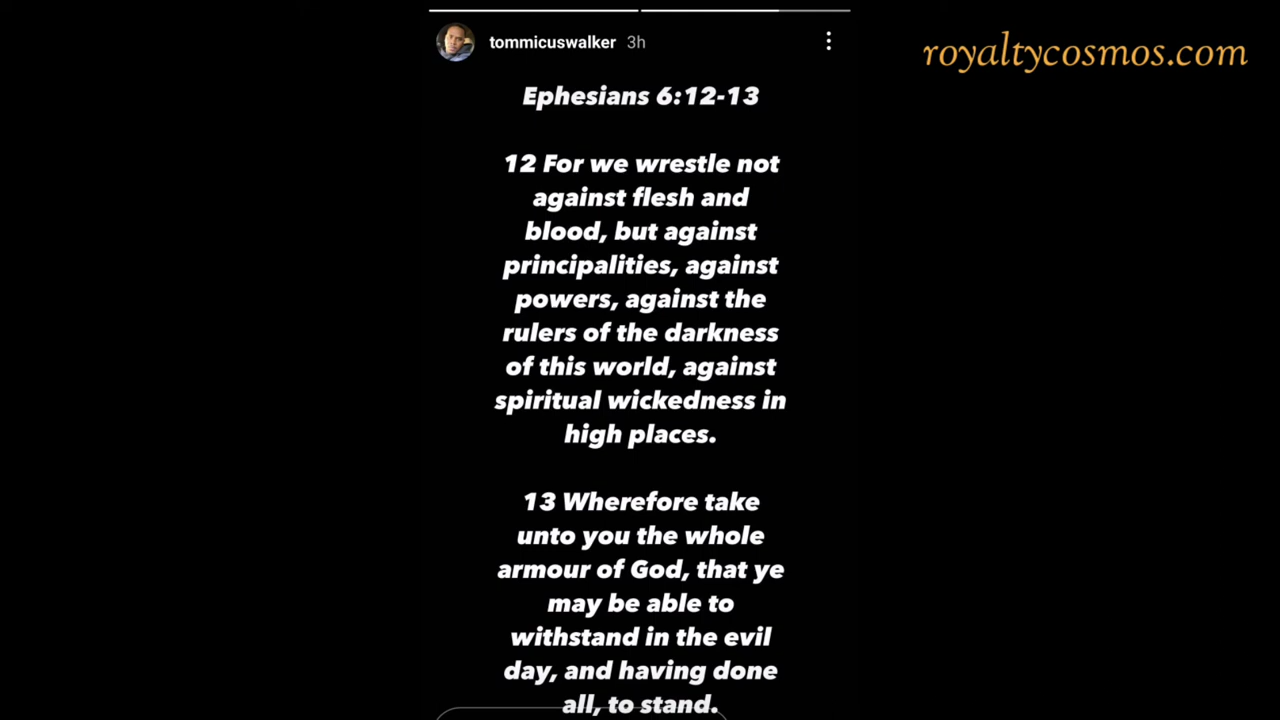 tommicuswalker 3h
royaltycosmos.com
Ephesians 6:12-13
12 For we wrestle not
against flesh and
blood, but against
principalities, against
powers, against the
rulers of the darkness
of this world, against
spiritual wickedness in
high places.
13 Wherefore take
unto you the whole
armour of God, that ye
may be able to
withstand in the evil
day, and having done
all, to stand.